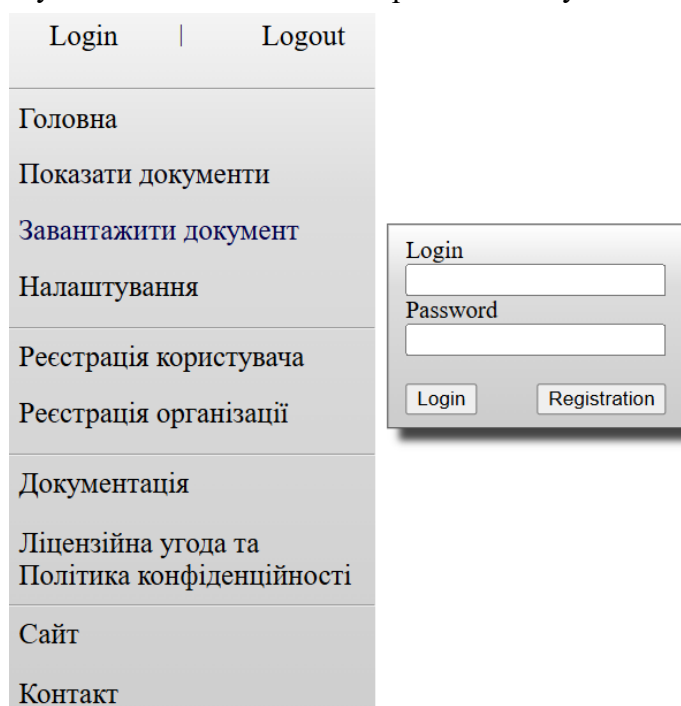 Login | Logout
Головна
Показати документи
Завантажити документ
Налаштування
Реєстрація користувача
Реєстрація організації
Документація
Ліцензійна угода та
Політика конфіденційності
Сайт
Контакт
Login
Password
Login Registration